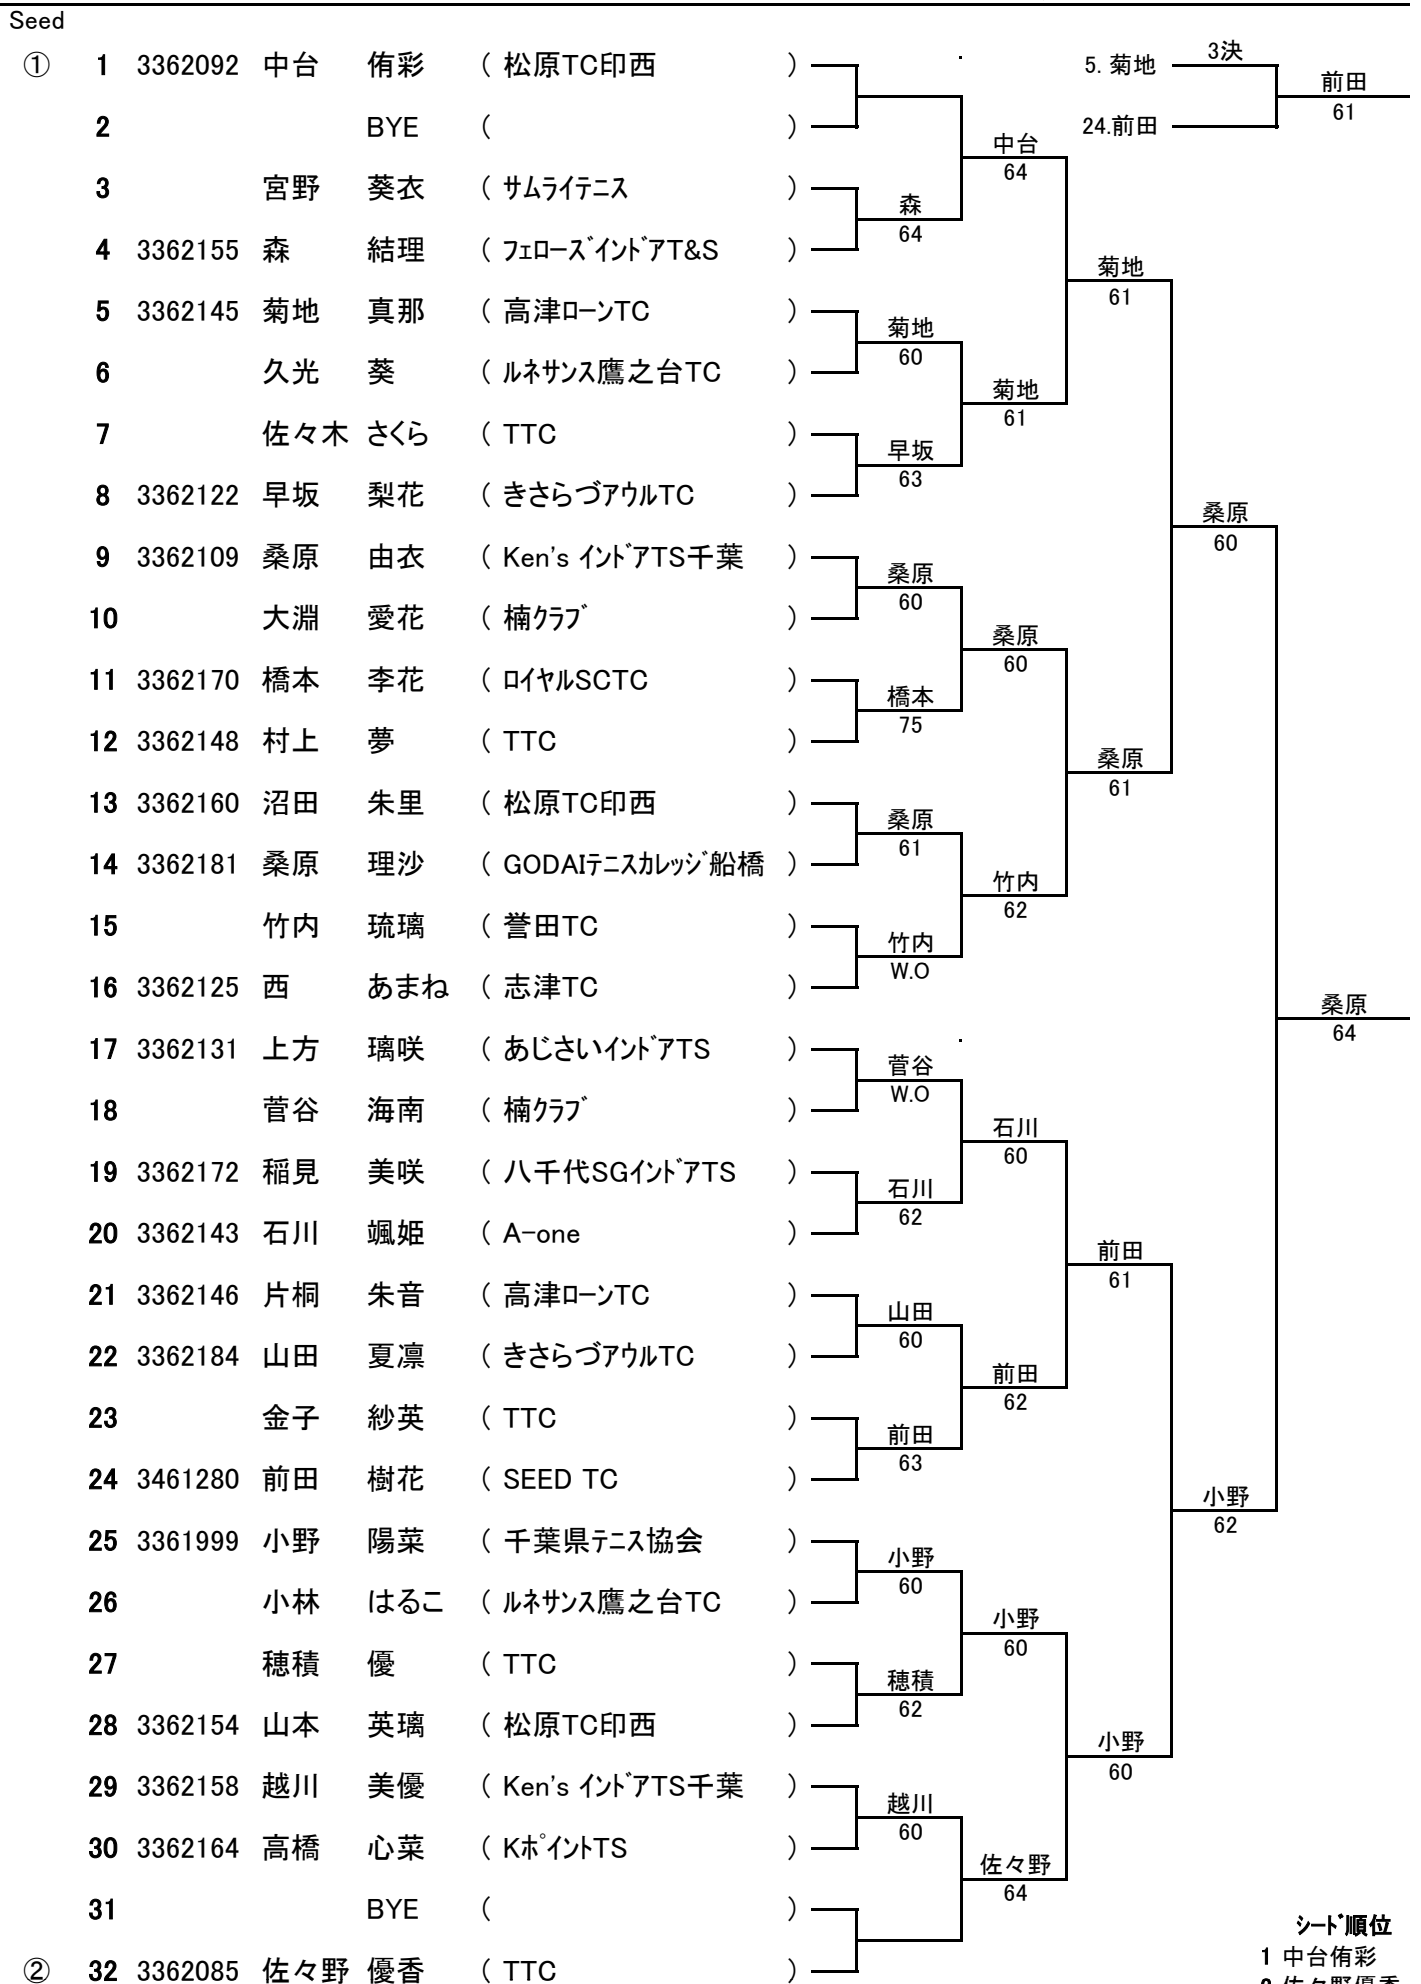 Seed
① 1 3362092 中台 侑彩 ( 松原TC印西 )
2 BYE ( )
3 宮野 葵衣 ( サムライテニス )
4 3362155 森 結理 ( フェローズインドアT&S )
5 3362145 菊地 真那 ( 高津ローンTC )
6 久光 葵 ( ルネサンス鷹之台TC )
7 佐々木 さくら ( TTC )
8 3362122 早坂 梨花 ( きさらづアウルTC )
9 3362109 桑原 由衣 ( Ken's インドアTS千葉 )
10 大淵 愛花 ( 楠クラブ )
11 3362170 橋本 李花 ( ロイヤルSCTC )
12 3362148 村上 夢 ( TTC )
13 3362160 沼田 朱里 ( 松原TC印西 )
14 3362181 桑原 理沙 ( GODAIテニスカレッジ船橋 )
15 竹内 琉璃 ( 誉田TC )
16 3362125 西 あまね ( 志津TC )
17 3362131 上方 璃咲 ( あじさいインドアTS )
18 菅谷 海南 ( 楠クラブ )
19 3362172 稲見 美咲 ( 八千代SGインドアTS )
20 3362143 石川 颯姫 ( A-one )
21 3362146 片桐 朱音 ( 高津ローンTC )
22 3362184 山田 夏凛 ( きさらづアウルTC )
23 金子 紗英 ( TTC )
24 3461280 前田 樹花 ( SEED TC )
25 3361999 小野 陽菜 ( 千葉県テニス協会 )
26 小林 はるこ ( ルネサンス鷹之台TC )
27 穂積 優 ( TTC )
28 3362154 山本 英璃 ( 松原TC印西 )
29 3362158 越川 美優 ( Ken's インドアTS千葉 )
30 3362164 高橋 心菜 ( KポイントTS )
31 BYE ( )
② 32 3362085 佐々野 優香 ( TTC )
森
64
菊地
60
早坂
63
桑原
60
橋本
75
桑原
61
竹内
W.O
菅谷
W.O
石川
62
山田
60
前田
63
小野
60
穂積
62
越川
60
中台
64
菊地
61
桑原
60
竹内
62
石川
60
前田
62
小野
60
佐々野
64
菊地
61
桑原
61
前田
61
小野
60
桑原
60
小野
62
桑原
64
3決
5. 菊地
24.前田
前田
61
シード順位
1 中台侑彩
2 佐々野優香